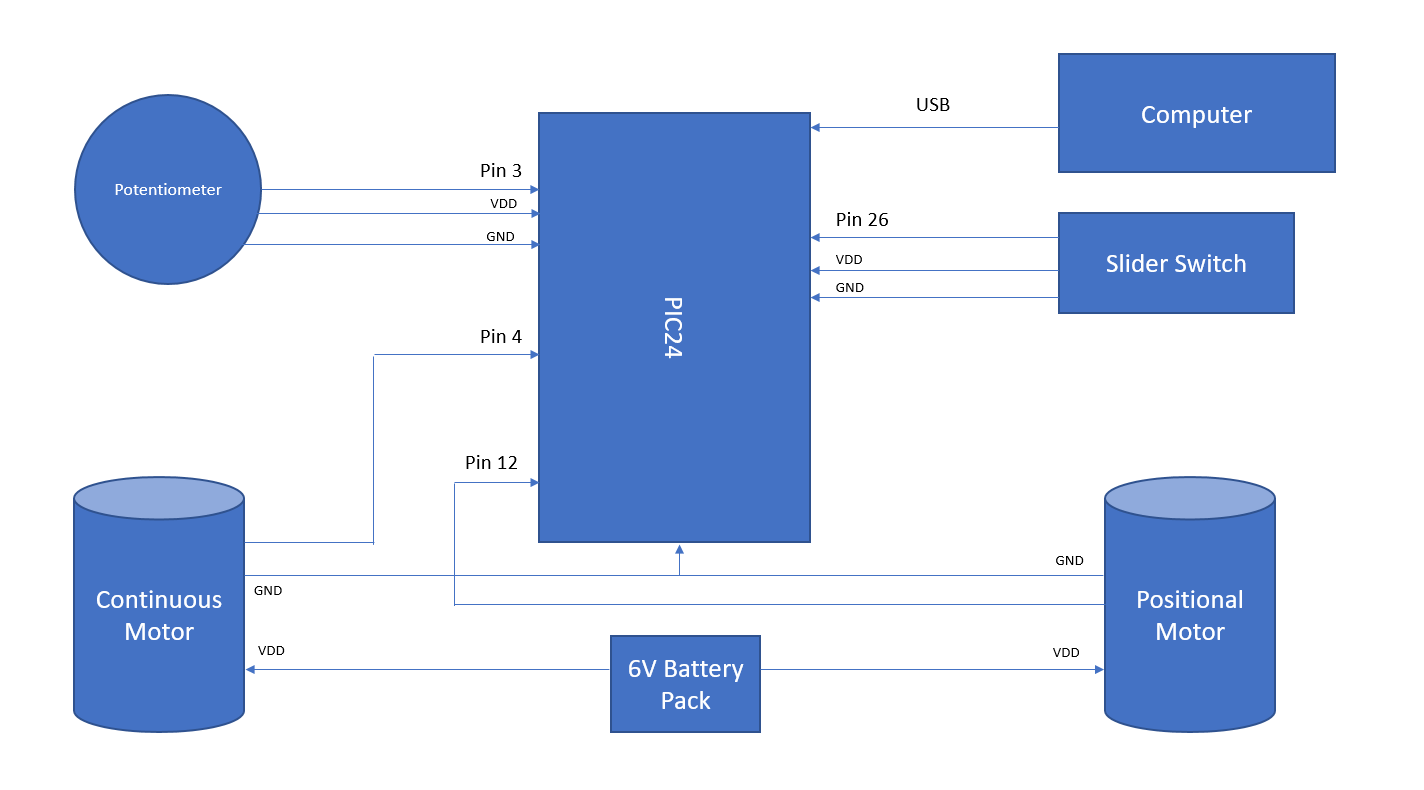 USB
Computer
Pin 3
Potentiometer
VDD
GND
Pin 26
VDD
GND
Slider Switch
PIC24
Pin 4
Pin 12
GND
GND
Continuous
Motor
Positional
Motor
VDD
VDD
6V Battery
Pack